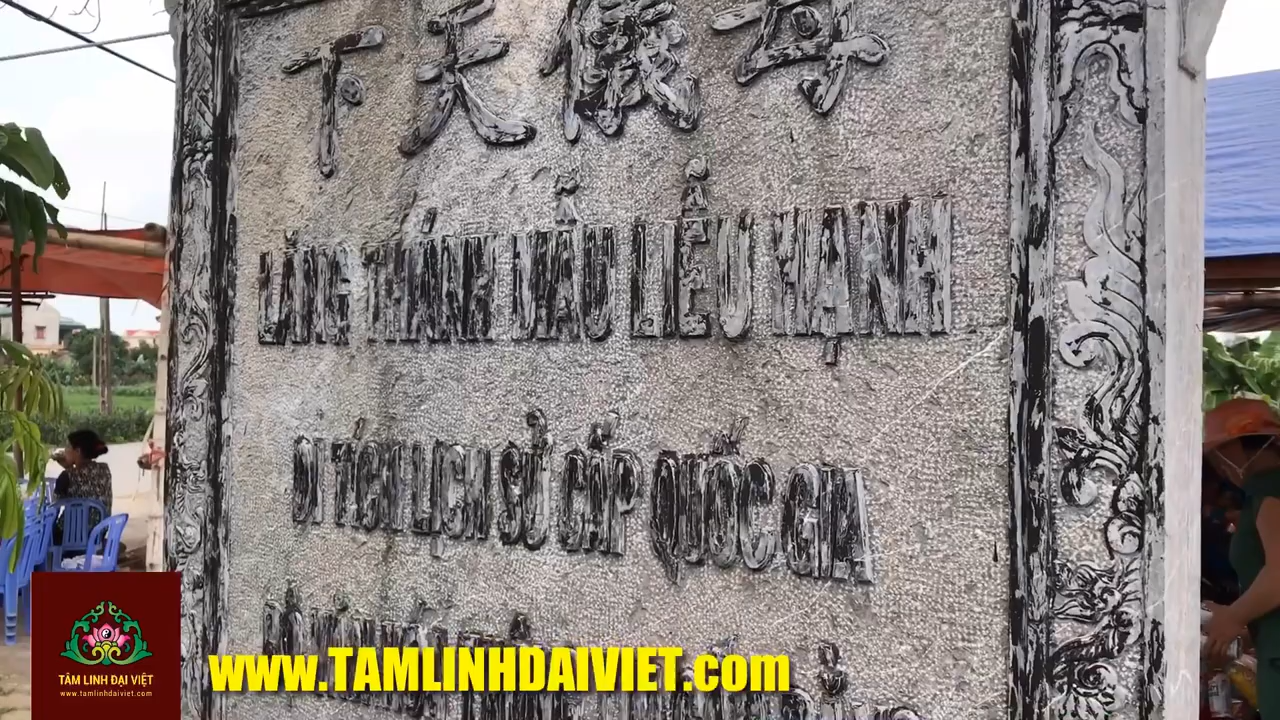 下天儀母
LĂNG THÁNH MẪU LIỄU HẠNH
DI TÍCH LỊCH SỬ CẤP QUỐC GIA
TÂM LINH ĐẠI VIỆT
www.tamlinhdaiviet.com
www.TAMLINHDAIVIET.com